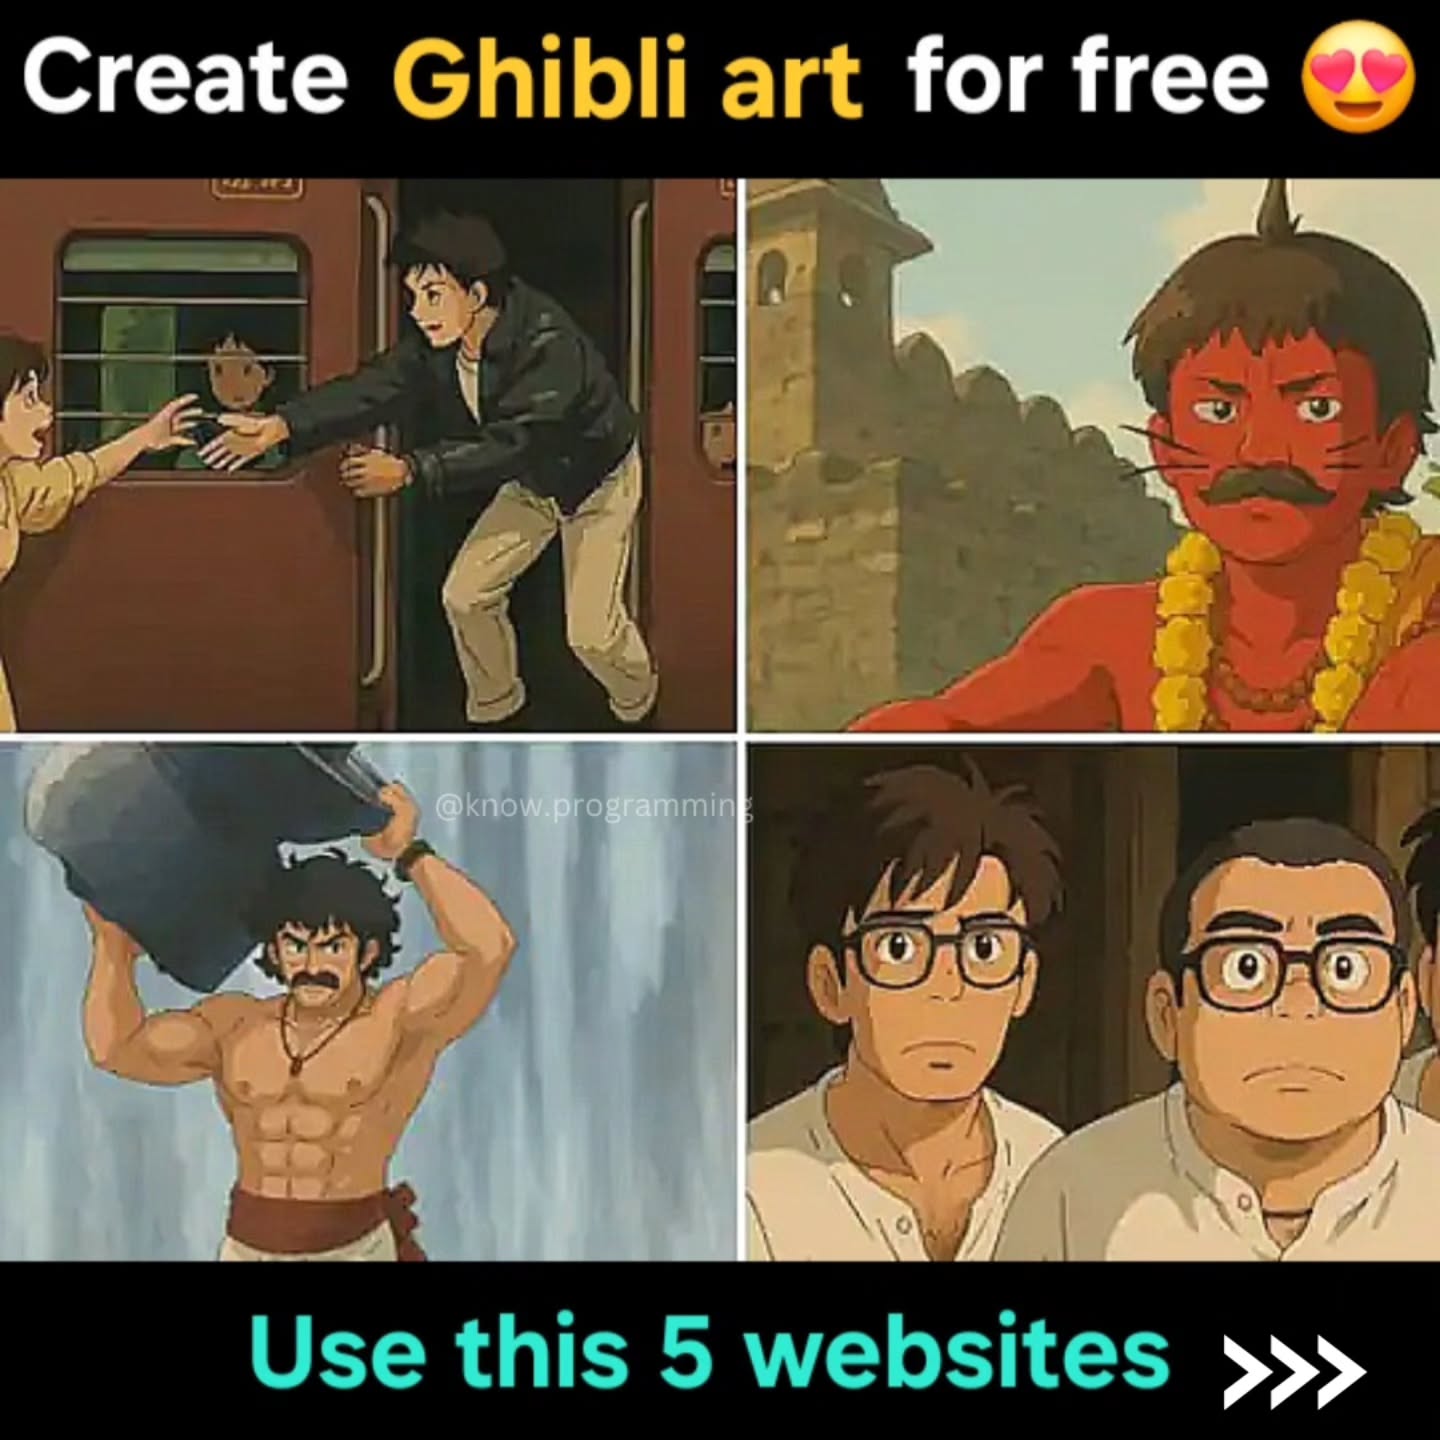 Create Ghibli art for free 😍
@know.programming
Use this 5 websites >>>